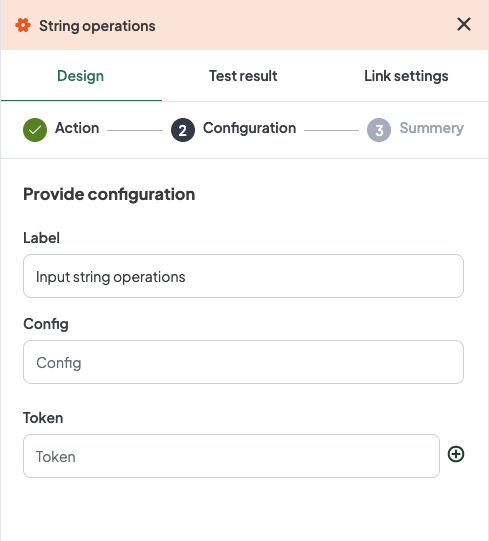 String operations
Design Test result Link settings
Action 2 Configuration 3 Summery
Provide configuration
Label
Input string operations
Config
Config
Token
Token